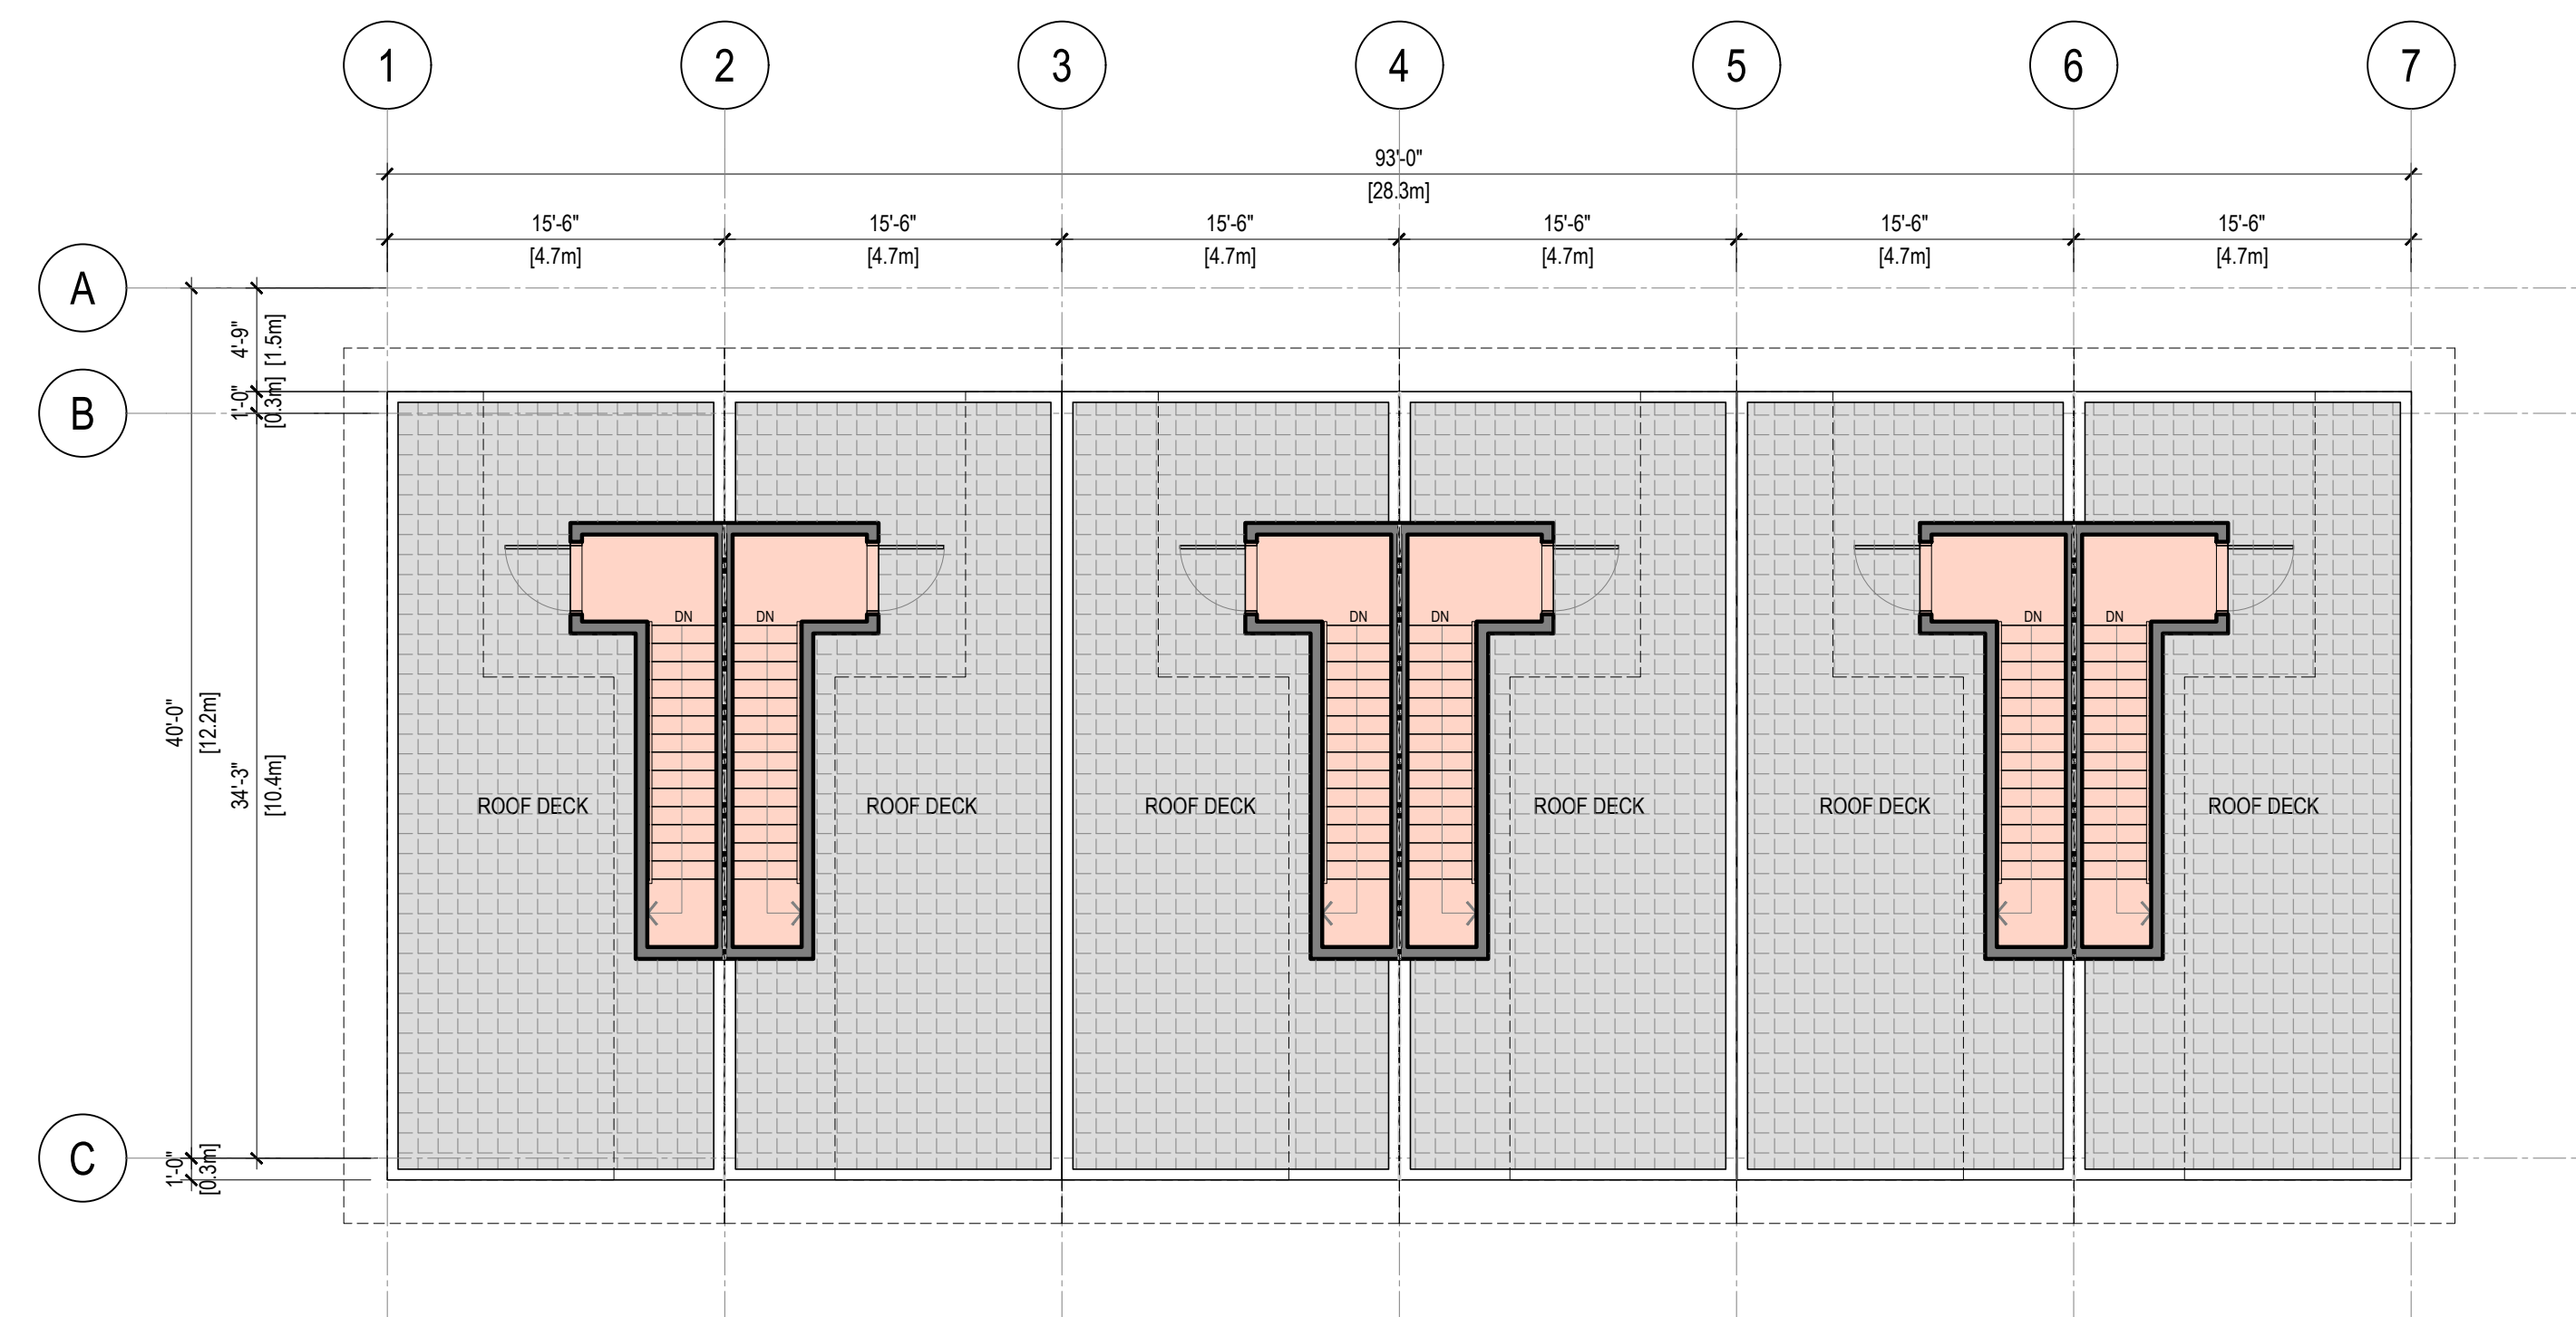 1 2 3 4 5 6 7
93'-0"
[28.3m]
15'-6" 15'-6" 15'-6" 15'-6" 15'-6" 15'-6"
[4.7m] [4.7m] [4.7m] [4.7m] [4.7m] [4.7m]
A
4'-9"
[1.5m]
B
1'-0"
[0.3m]
DN DN DN DN DN DN
40'-0"
[12.2m]
34'-3"
[10.4m]
ROOF DECK ROOF DECK ROOF DECK ROOF DECK ROOF DECK ROOF DECK
C
1'-0"
[0.3m]